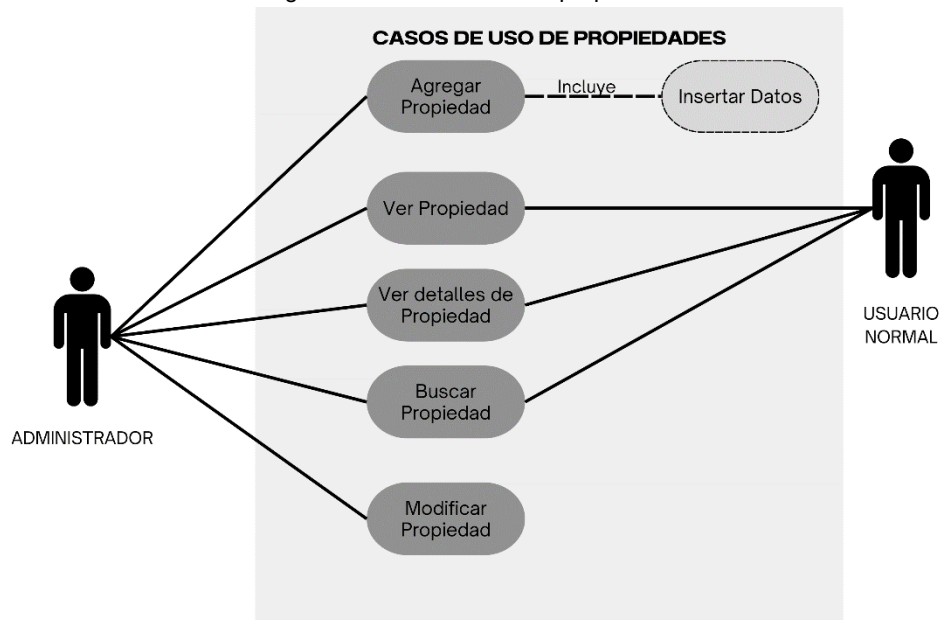 CASOS DE USO DE PROPIEDADES
Agregar
Propiedad
Incluye
Insertar Datos
Ver Propiedad
Ver detalles de
Propiedad
USUARIO
NORMAL
Buscar
Propiedad
ADMINISTRADOR
Modificar
Propiedad